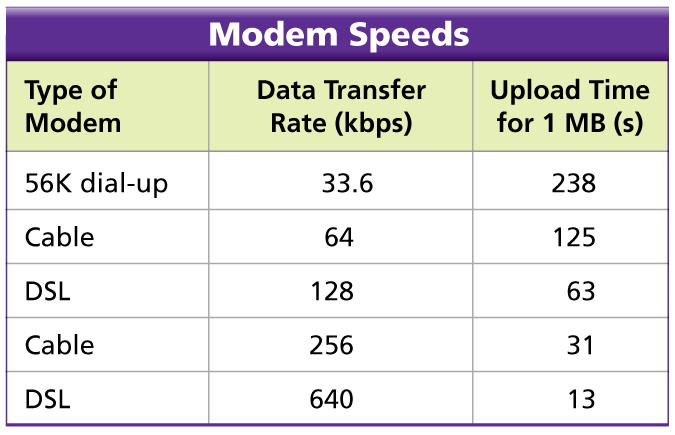 Modem Speeds
Type of Modem Data Transfer Rate (kbps) Upload Time for 1 MB (s)
56K dial-up 33.6 238
Cable 64 125
DSL 128 63
Cable 256 31
DSL 640 13